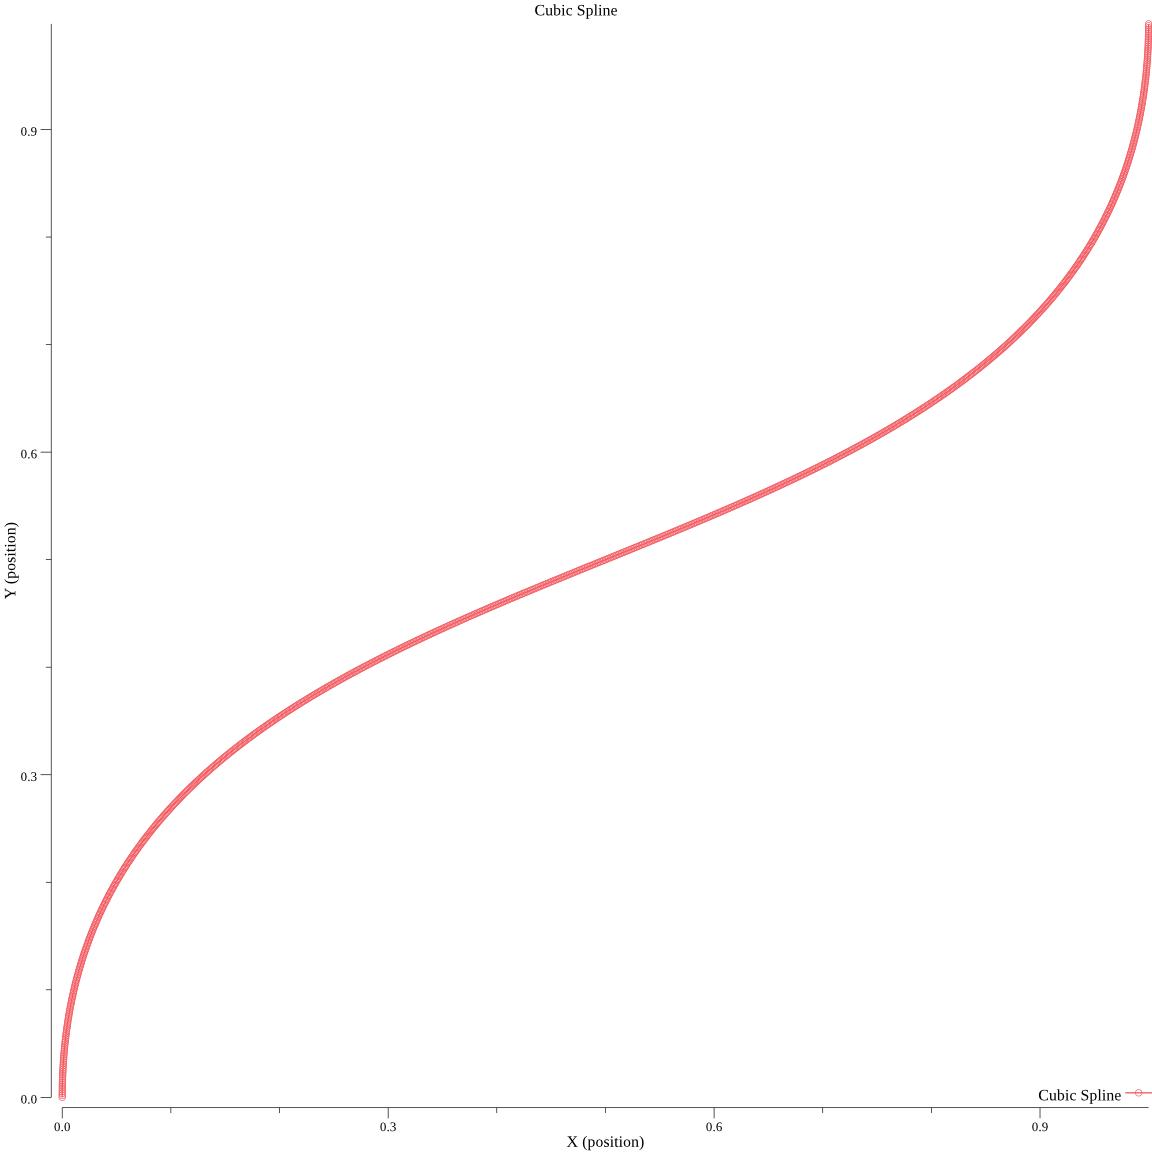 Cubic Spline
0.9
0.6
Y (position)
0.3
0.0
Cubic Spline
0.0 0.3 0.6 0.9
X (position)